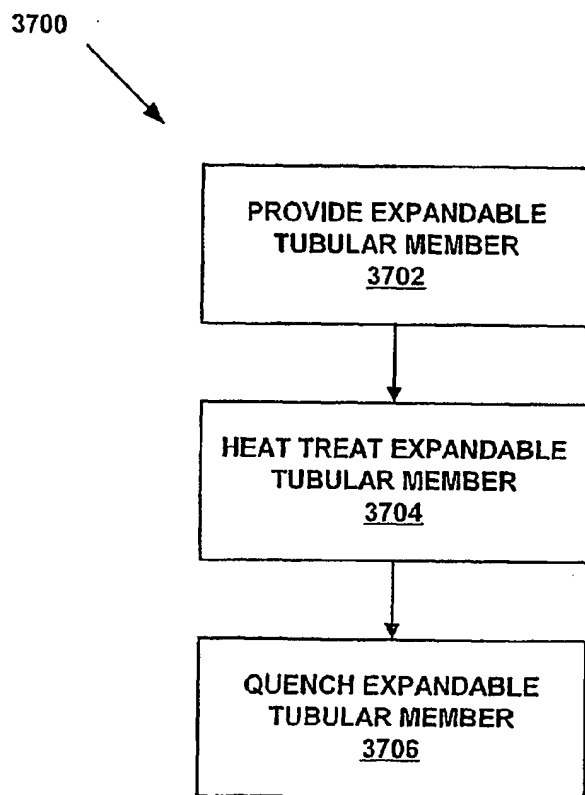 3700
PROVIDE EXPANDABLE
TUBULAR MEMBER
3702
HEAT TREAT EXPANDABLE
TUBULAR MEMBER
3704
QUENCH EXPANDABLE
TUBULAR MEMBER
3706